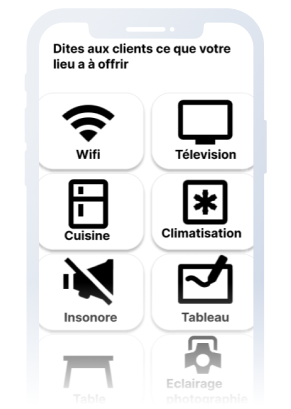 Dites aux clients ce que votre
lieu a à offrir
Wifi
Télevision
Cuisine
Climatisation
Insonore
Tableau
Table
Eclairage
photographie